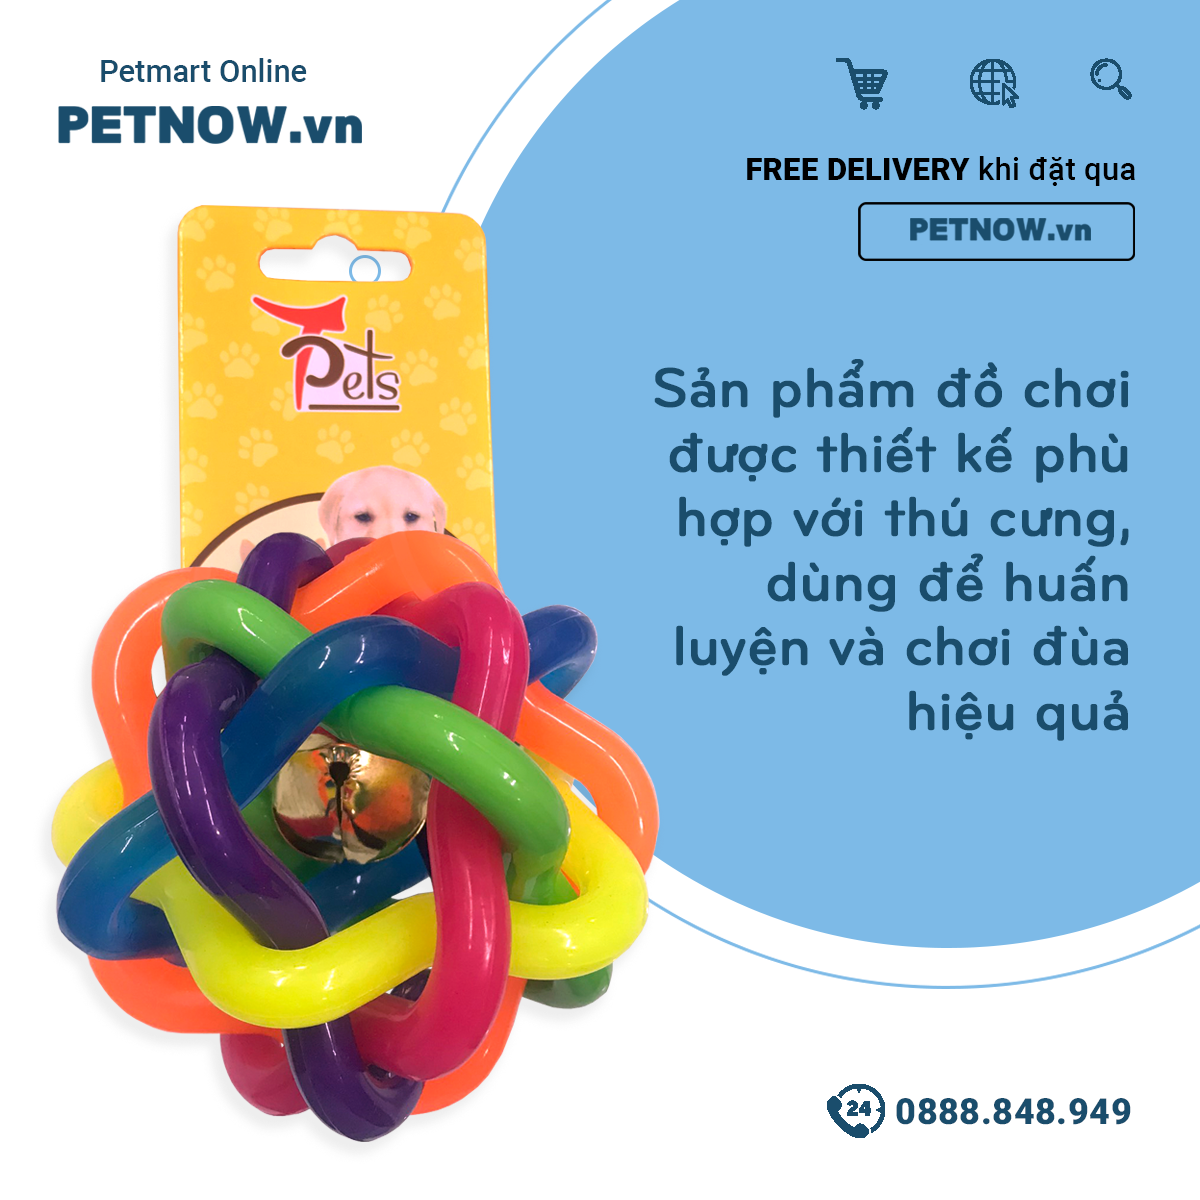 Petmart Online
PETNOW.vn
FREE DELIVERY khi đặt qua
PETNOW.vn
Pets
Sản phẩm đồ chơi
được thiết kế phù
hợp với thú cưng,
dùng để huấn
luyện và chơi đùa
hiệu quả
24
0888.848.949